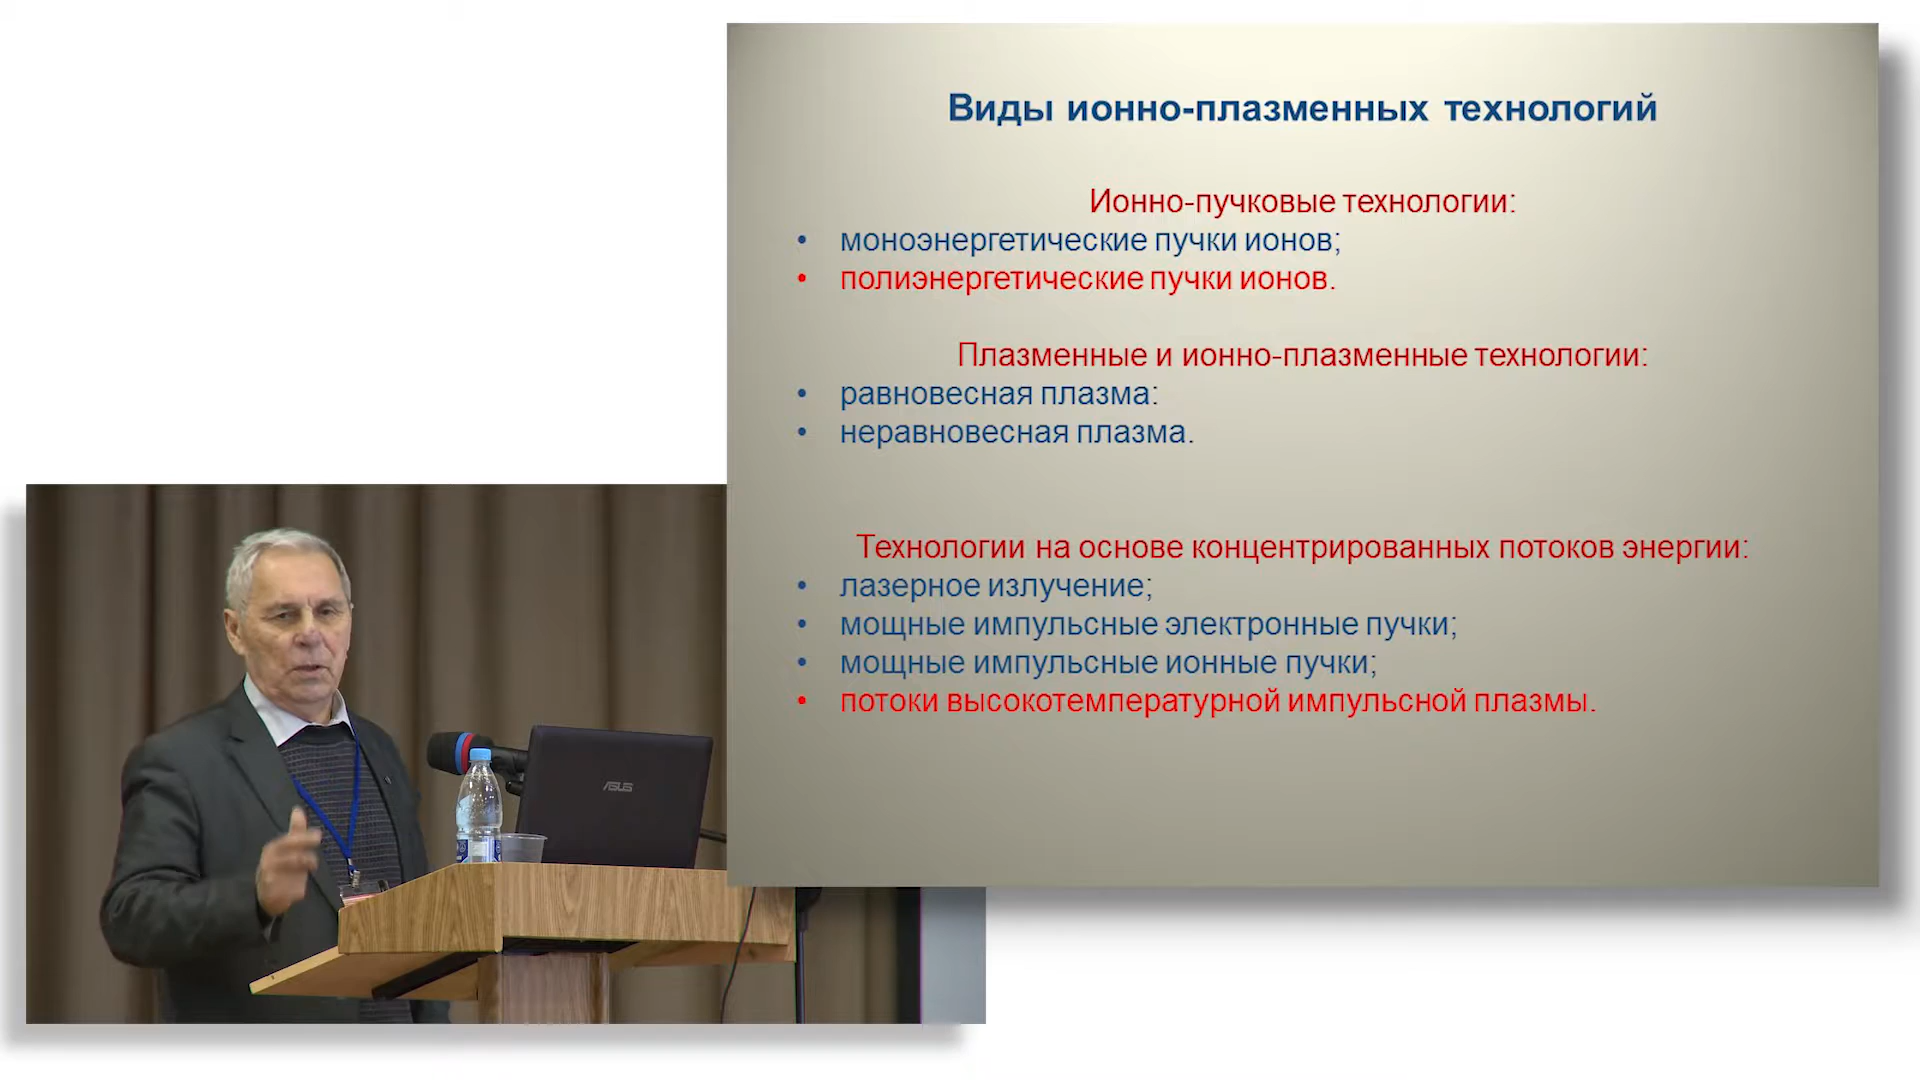 Виды ионно-плазменных технологий
Ионно-пучковые технологии:
• моноэнергетические пучки ионов;
• полиэнергетические пучки ионов.
Плазменные и ионно-плазменные технологии:
• равновесная плазма:
• неравновесная плазма.
Технологии на основе концентрированных потоков энергии:
• лазерное излучение;
• мощные импульсные электронные пучки;
• мощные импульсные ионные пучки;
• потоки высокотемпературной импульсной плазмы.
ASUS